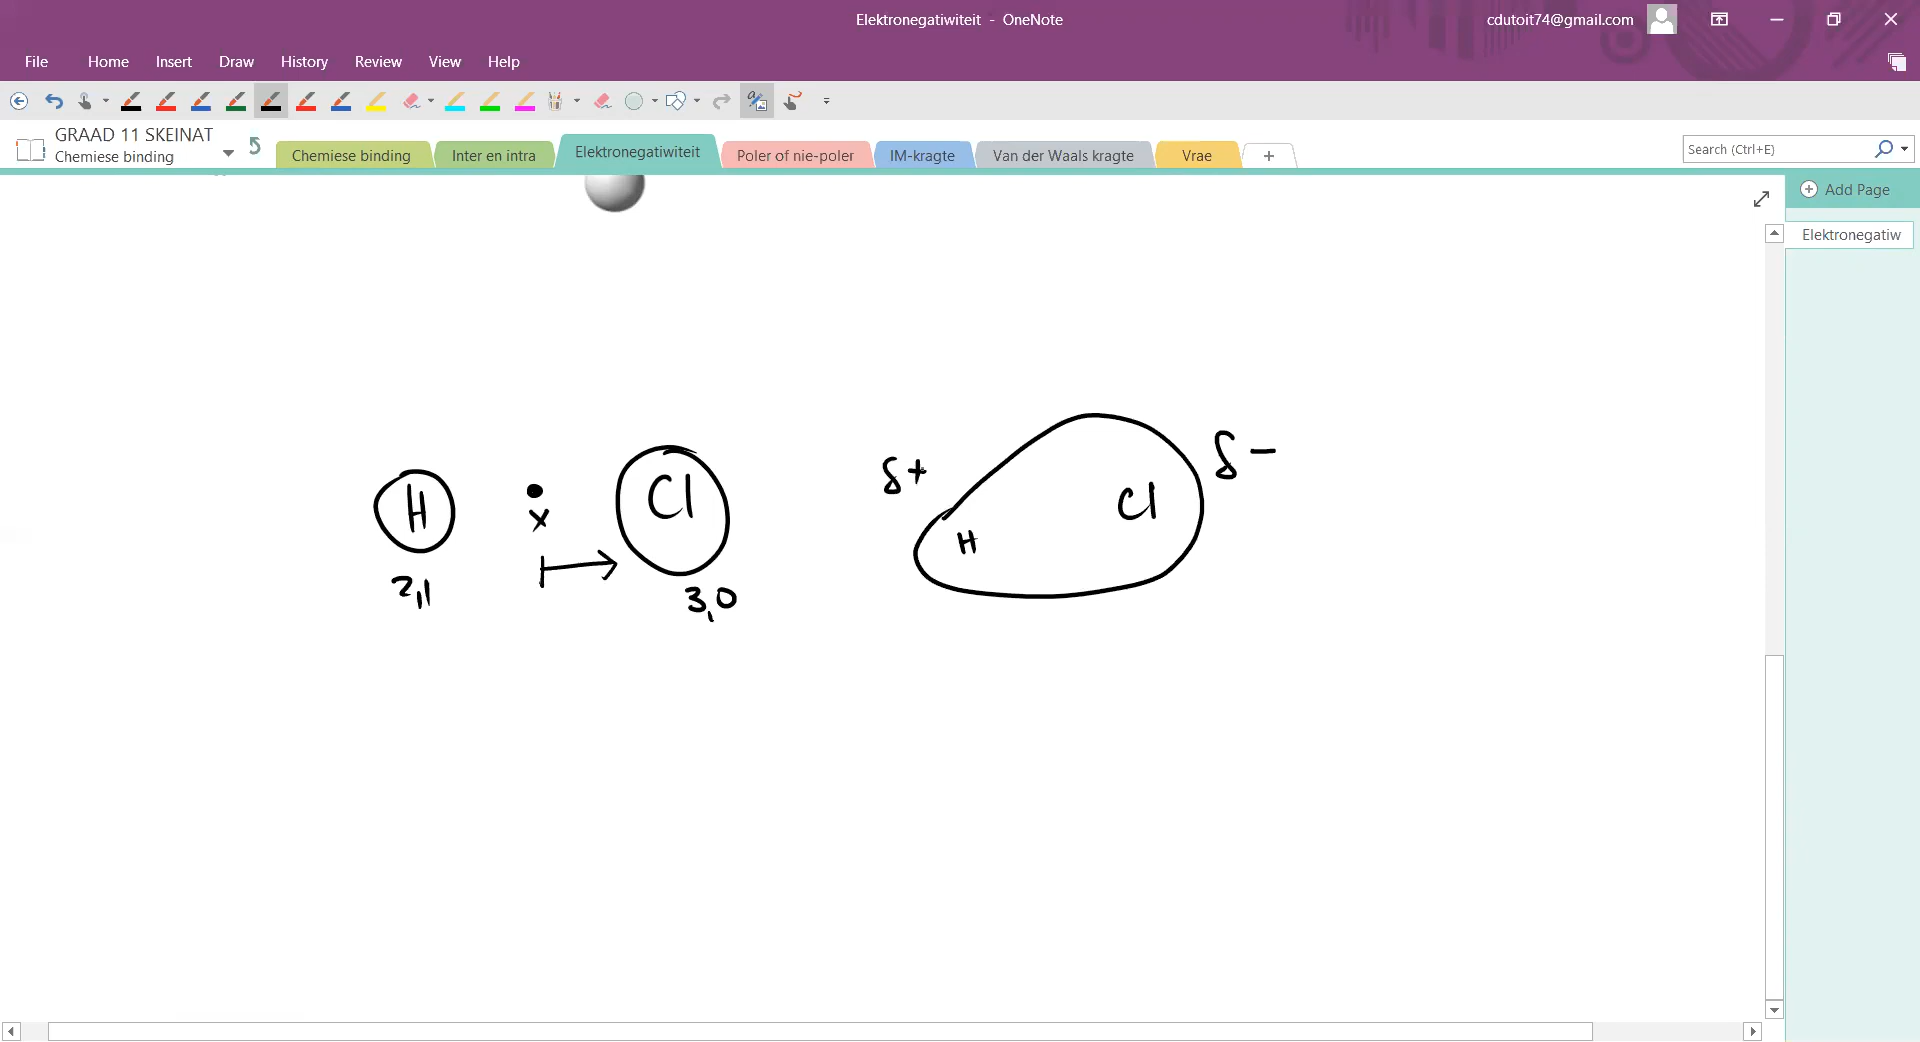 Elektronegatiwiteit - OneNote
cdutoit74@gmail.com
File Home Insert Draw History Review View Help
GRAAD 11 SKEINAT
Chemiese binding
Chemiese binding Inter en intra Elektronegatiwiteit Poler of nie-poler IM-kragte Van der Waals kragte Vrae +
Search (Ctrl+E)
Add Page
Elektronegatiw
H
• x
Cl
2,1
3,0
δ+
δ-
H
Cl